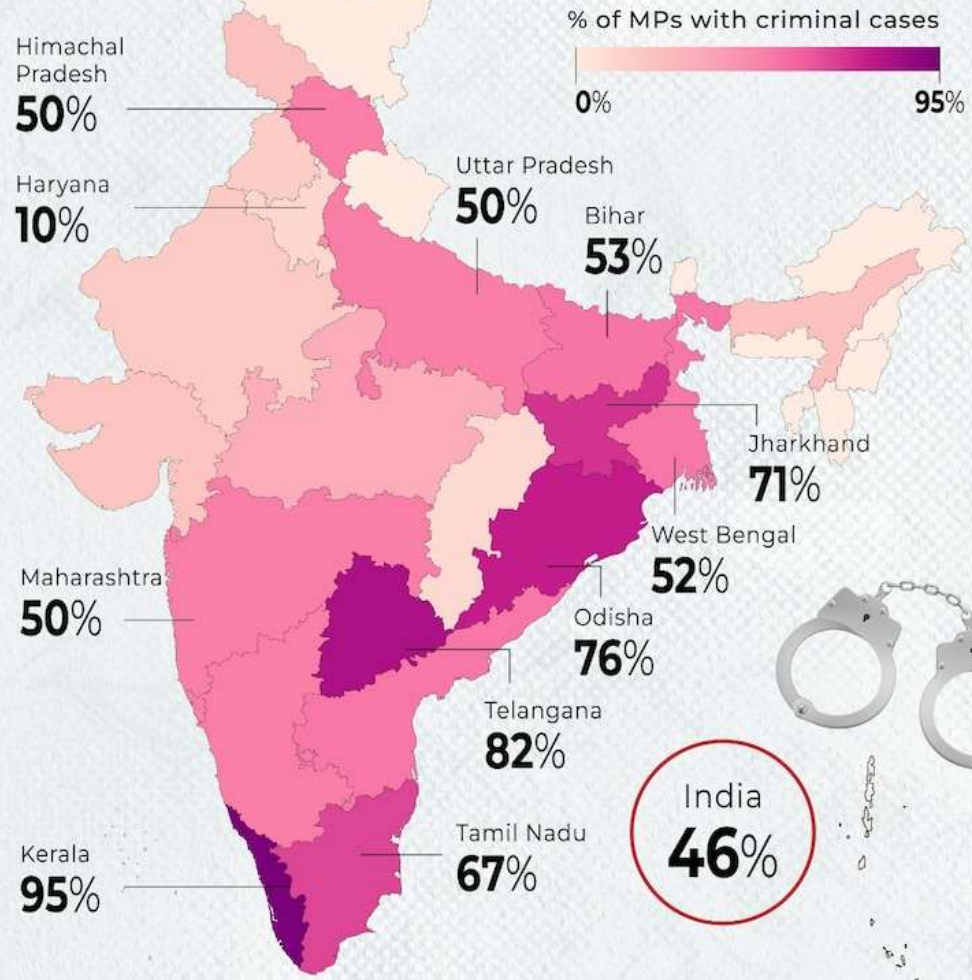 % of MPs with criminal cases
0%
95%
Himachal
Pradesh
50%
Haryana
10%
Uttar Pradesh
50%
Bihar
53%
Jharkhand
71%
West Bengal
52%
Maharashtra
50%
Odisha
76%
Telangana
82%
India
46%
Tamil Nadu
67%
Kerala
95%